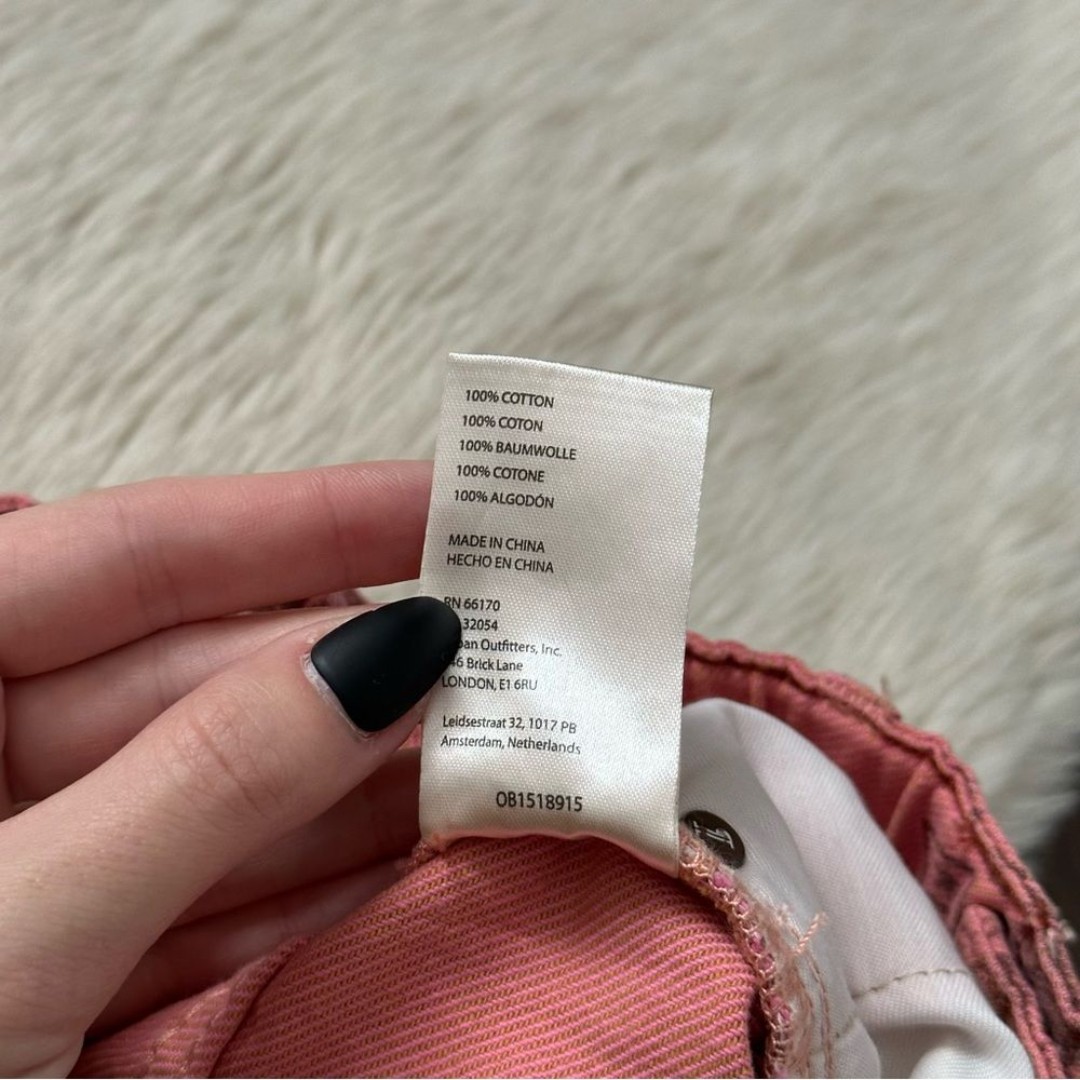 100% COTTON
100% COTON
100% BAUMWOLLE
100% COTONE
100% ALGODÓN
MADE IN CHINA
HECHO EN CHINA
RN 66170
32054
Outfitters, Inc.
Brick Lane
LONDON, E1 6RU
Leidsestraat 32, 1017 PB
Amsterdam, Netherlands
OB1518915